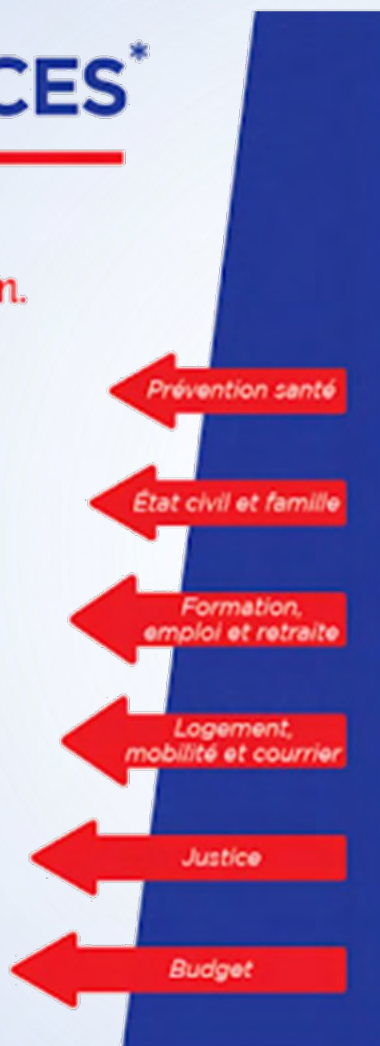 CES*
n.
Prévention santé
État civil et famille
Formation,
emploi et retraite
Logement,
mobilité et courrier
Justice
Budget